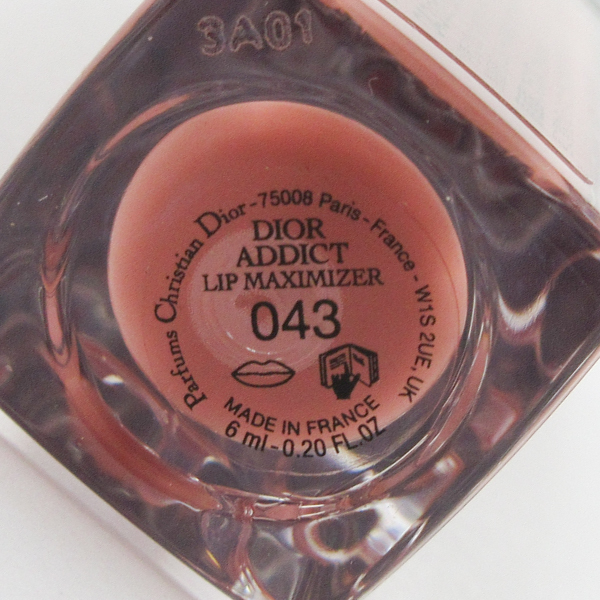 3A01
Parfums Christian Dior-75008 Paris-France - W1S 2UE, UK
DIOR
ADDICT
LIP MAXIMIZER
043
MADE IN FRANCE
6 ml-0.20 FL.OZ